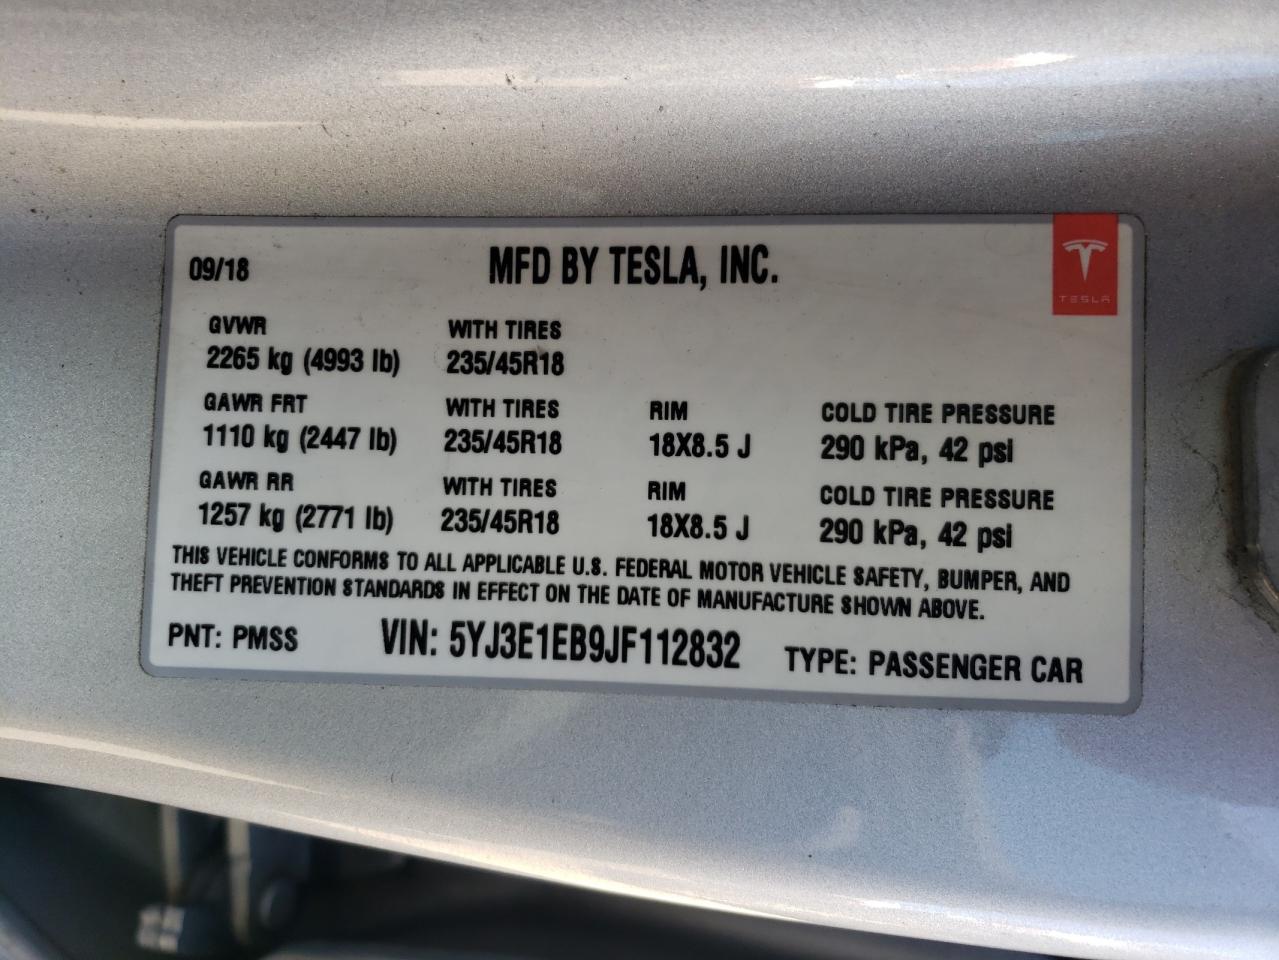 09/18 MFD BY TESLA, INC.
TESLA
GVWR WITH TIRES
2265 kg (4993 lb) 235/45R18
GAWR FRT WITH TIRES RIM COLD TIRE PRESSURE
1110 kg (2447 lb) 235/45R18 18X8.5 J 290 kPa, 42 psi
GAWR RR WITH TIRES RIM COLD TIRE PRESSURE
1257 kg (2771 lb) 235/45R18 18X8.5 J 290 kPa, 42 psi
THIS VEHICLE CONFORMS TO ALL APPLICABLE U.S. FEDERAL MOTOR VEHICLE SAFETY, BUMPER, AND
THEFT PREVENTION STANDARDS IN EFFECT ON THE DATE OF MANUFACTURE SHOWN ABOVE.
PNT: PMSS VIN: 5YJ3E1EB9JF112832 TYPE: PASSENGER CAR